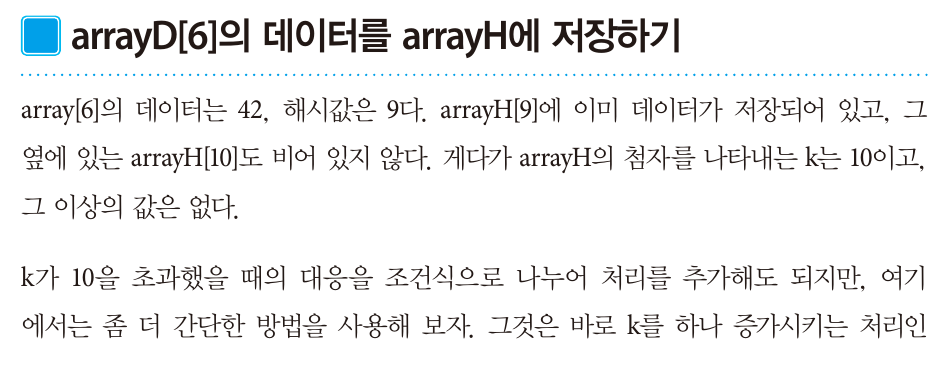 arrayD[6]의 데이터를 arrayH에 저장하기
array[6]의 데이터는 42, 해시값은 9다. arrayH[9]에 이미 데이터가 저장되어 있고, 그
옆에 있는 arrayH[10]도 비어 있지 않다. 게다가 arrayH의 첨자를 나타내는 k는 10이고,
그 이상의 값은 없다.
k가 10을 초과했을 때의 대응을 조건식으로 나누어 처리를 추가해도 되지만, 여기
에서는 좀 더 간단한 방법을 사용해 보자. 그것은 바로 k를 하나 증가시키는 처리인